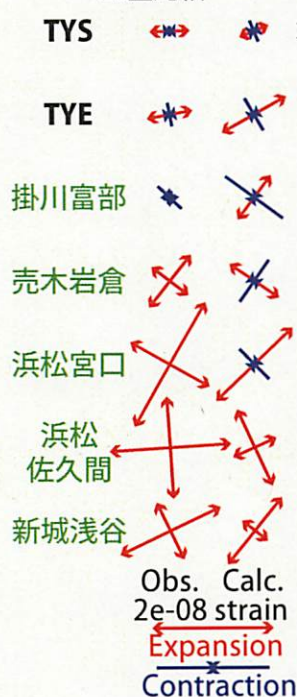 TYS
TYE
掛川富部
売木岩倉
浜松宮口
浜松
佐久間
新城浅谷
Obs. Calc.
2e-08 strain
Expansion
Contraction